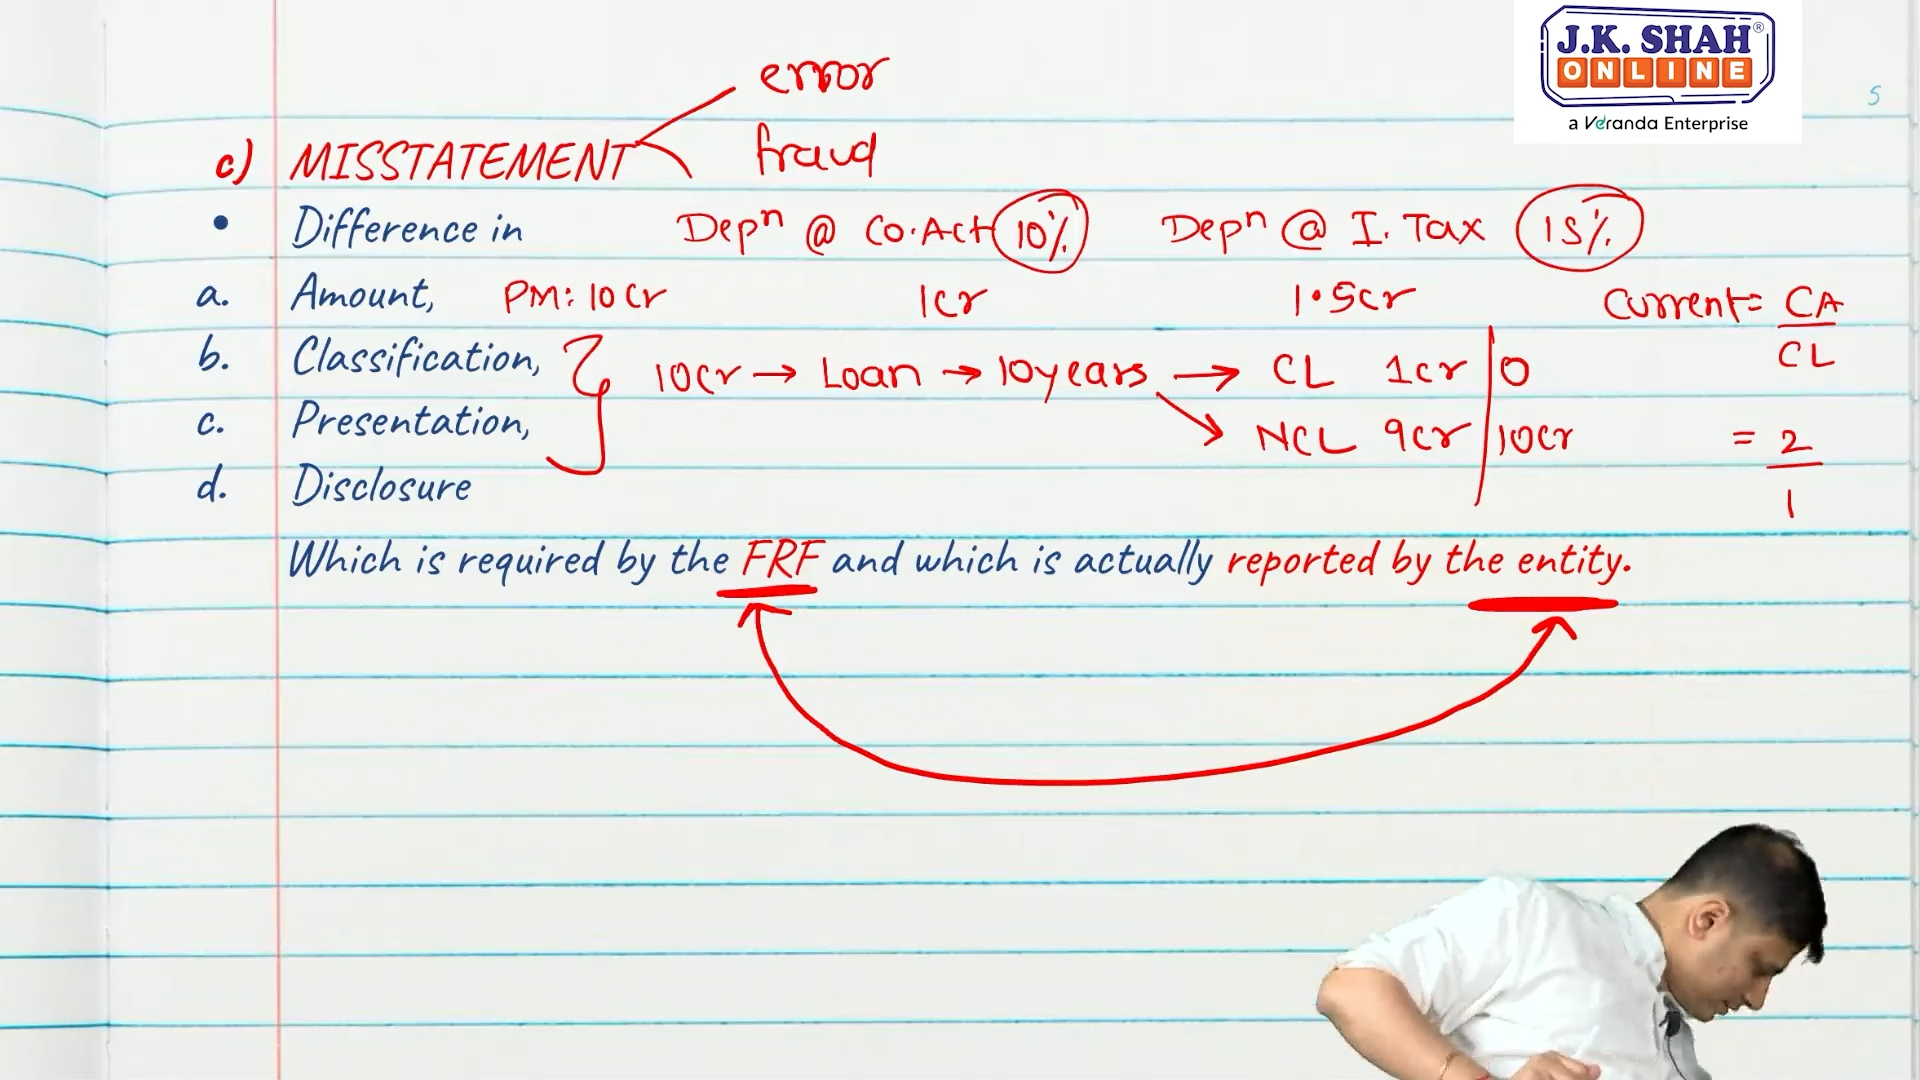 J.K. SHAH®
ONLINE
a Veranda Enterprise
5
error
c) MISSTATEMENT
fraud
• Difference in Depⁿ @ Co.Act 10% Depⁿ @ I. Tax 15%
a. Amount, PM: 10 Cr 1cr 1.5cr Current = CA
CL
b. Classification, 10cr → Loan → 10years → CL 1cr 0
c. Presentation, NCL 9cr 10cr = 2
1
d. Disclosure
Which is required by the FRF and which is actually reported by the entity.